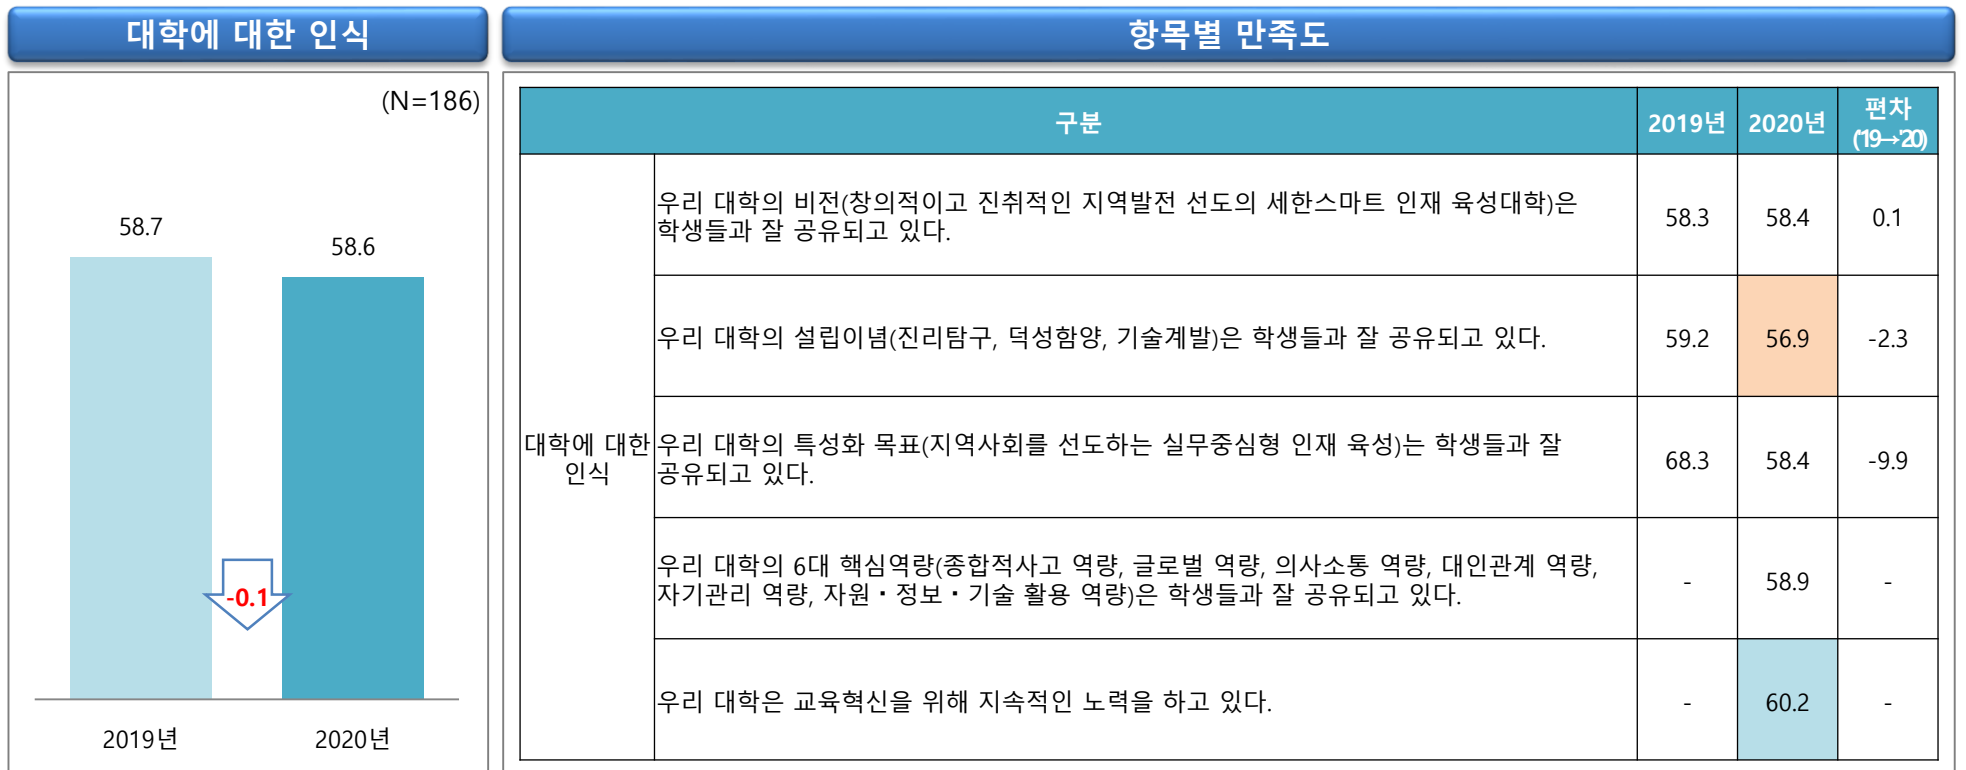 대학에 대한 인식
항목별 만족도
(N=186)
58.7
58.6
-0.1
2019년
2020년
구분
2019년
2020년
편차
('19→'20)
대학에 대한
인식
우리 대학의 비전(창의적이고 진취적인 지역발전 선도의 세한스마트 인재 육성대학)은
학생들과 잘 공유되고 있다.
58.3
58.4
0.1
우리 대학의 설립이념(진리탐구, 덕성함양, 기술계발)은 학생들과 잘 공유되고 있다.
59.2
56.9
-2.3
우리 대학의 특성화 목표(지역사회를 선도하는 실무중심형 인재 육성)는 학생들과 잘
공유되고 있다.
68.3
58.4
-9.9
우리 대학의 6대 핵심역량(종합적사고 역량, 글로벌 역량, 의사소통 역량, 대인관계 역량,
자기관리 역량, 자원・정보・기술 활용 역량)은 학생들과 잘 공유되고 있다.
-
58.9
-
우리 대학은 교육혁신을 위해 지속적인 노력을 하고 있다.
-
60.2
-